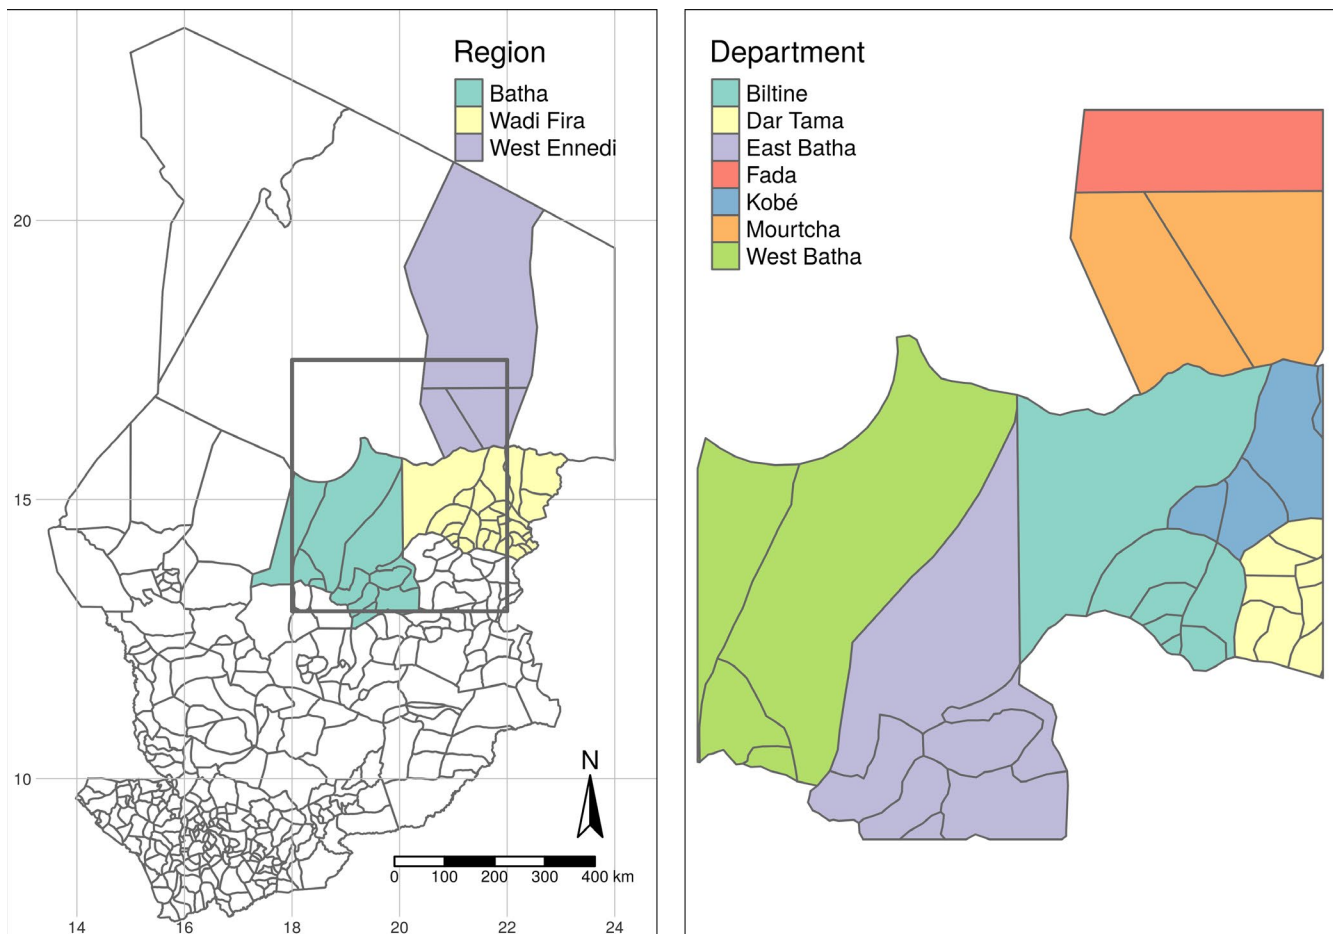 Region
Batha
Wadi Fira
West Ennedi
20
15
10
N
0 100 200 300 400 km
14 16 18 20 22 24
Department
Biltine
Dar Tama
East Batha
Fada
Kobé
Mourtcha
West Batha